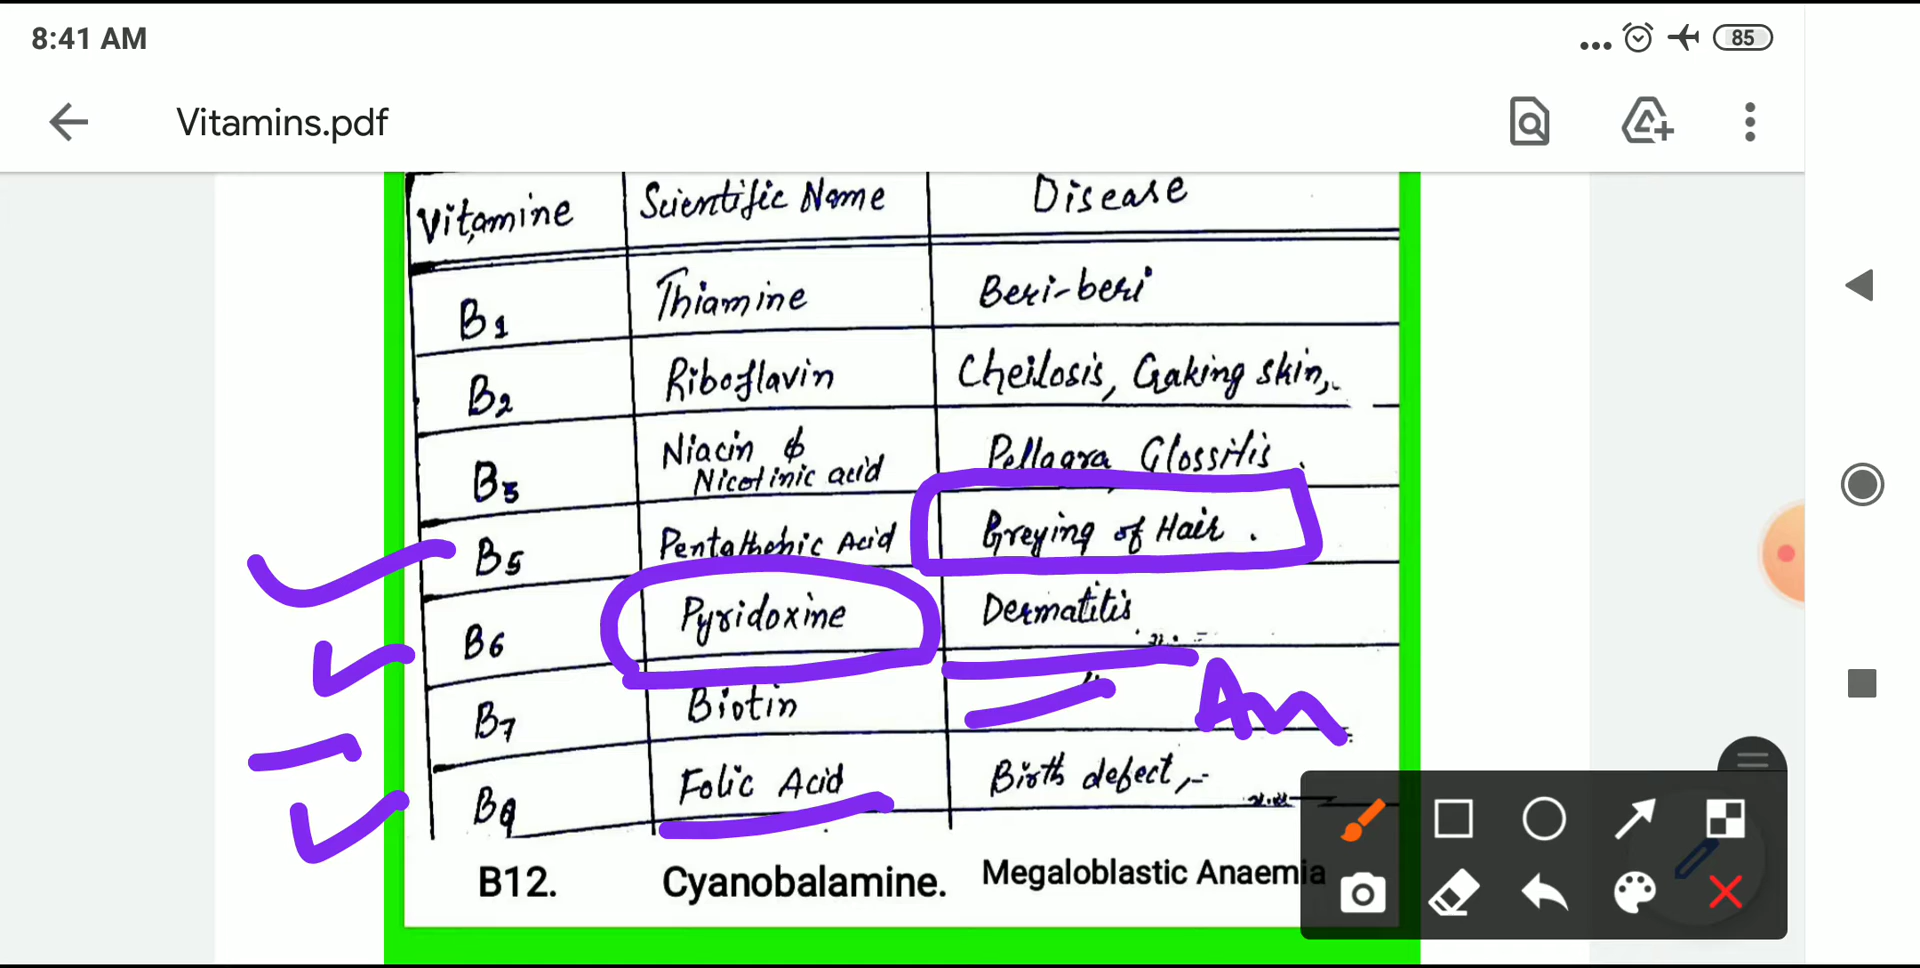 8:41 AM
85
Vitamins.pdf
Vitamine Scientific Name Disease
B1 Thiamine Beri-beri
B2 Riboflavin Cheilosis, Craking skin,
B3 Niacin & Pellagra Glossitis
Nicotinic acid
B5 Pentathonic Acid Greying of Hair.
B6 Pyridoxine Dermatitis
B7 Biotin An
B9 Folic Acid Birth defect,-
B12. Cyanobalamine. Megaloblastic Anaemia